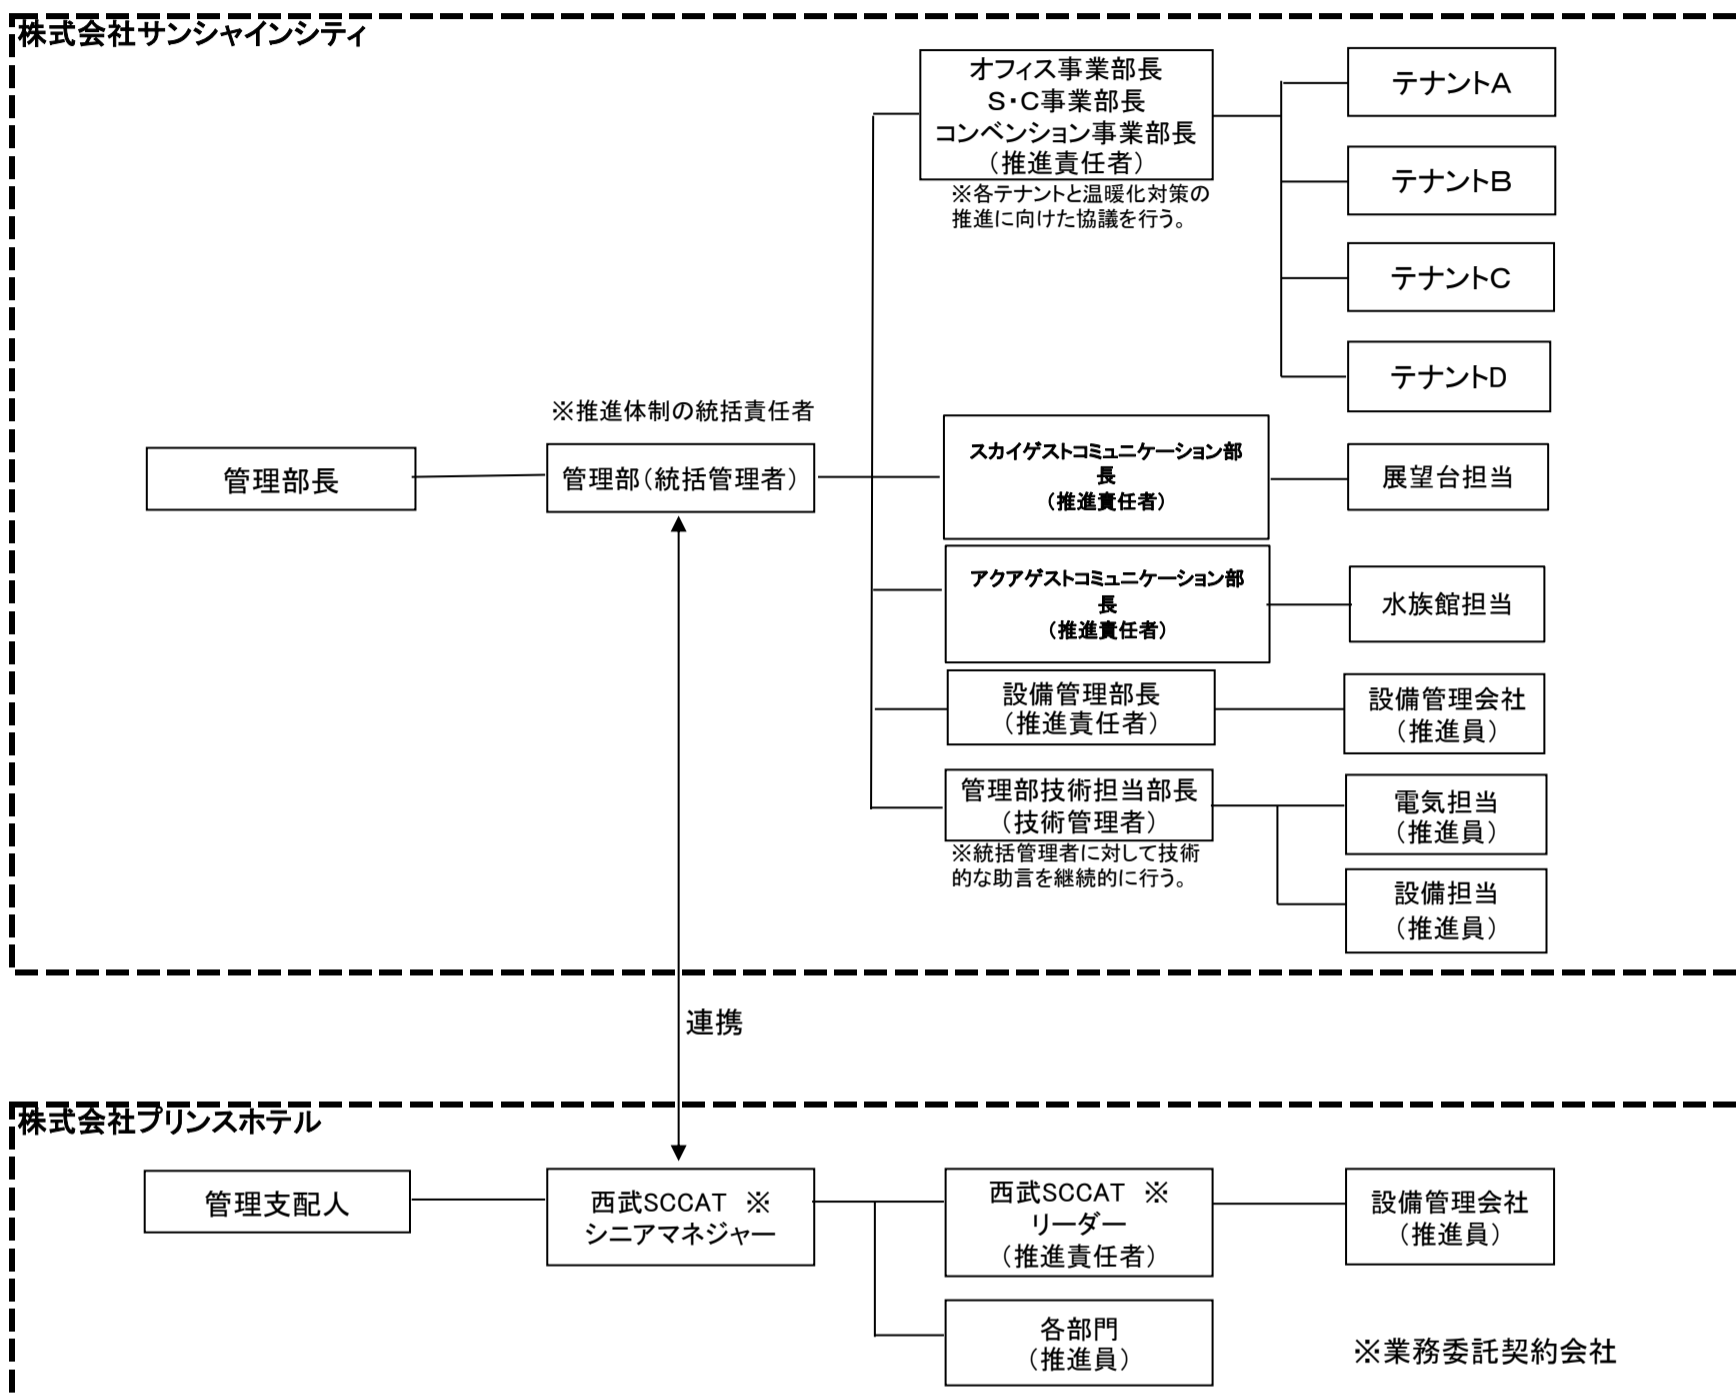 株式会社サンシャインシティ
オフィス事業部長
S・C事業部長
コンベンション事業部長
（推進責任者）
※各テナントと温暖化対策の
推進に向けた協議を行う。
テナントA
テナントB
テナントC
テナントD
※推進体制の統括責任者
管理部長
管理部（統括管理者）
スカイゲストコミュニケーション部
長
（推進責任者）
展望台担当
アクアゲストコミュニケーション部
長
（推進責任者）
水族館担当
設備管理部長
（推進責任者）
設備管理会社
（推進員）
管理部技術担当部長
（技術管理者）
※統括管理者に対して技術
的な助言を継続的に行う。
電気担当
（推進員）
設備担当
（推進員）
連携
株式会社プリンスホテル
管理支配人
西武SCCAT ※
シニアマネジャー
西武SCCAT ※
リーダー
（推進責任者）
設備管理会社
（推進員）
各部門
（推進員）
※業務委託契約会社